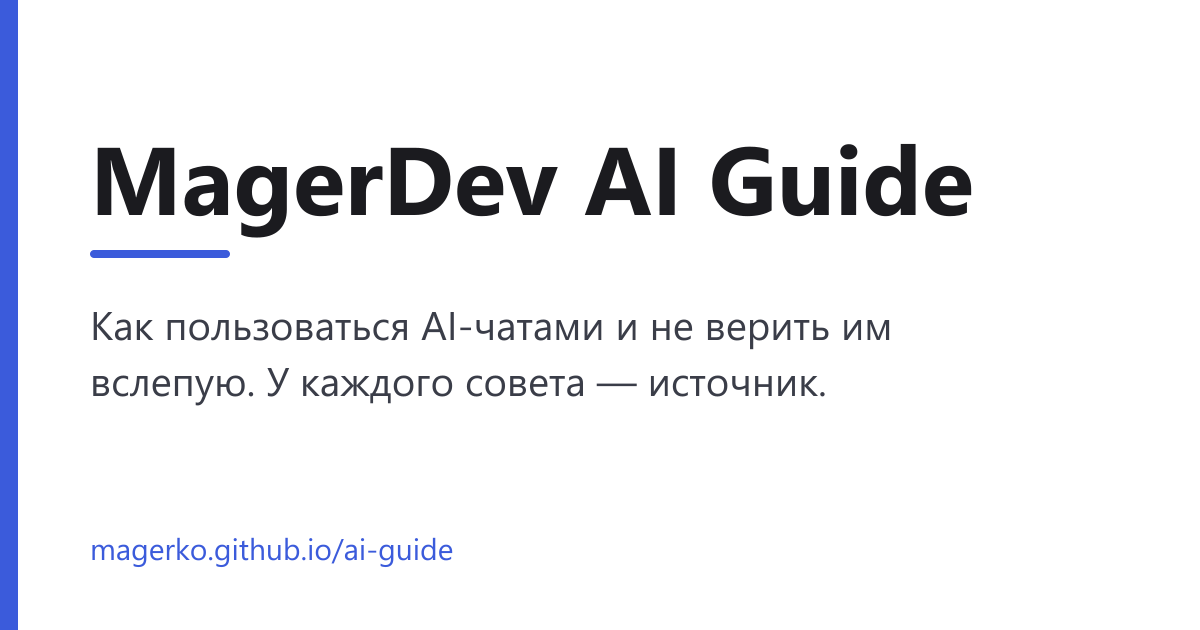 MagerDev AI Guide
Как пользоваться AI-чатами и не верить им
вслепую. У каждого совета — источник.
magerko.github.io/ai-guide